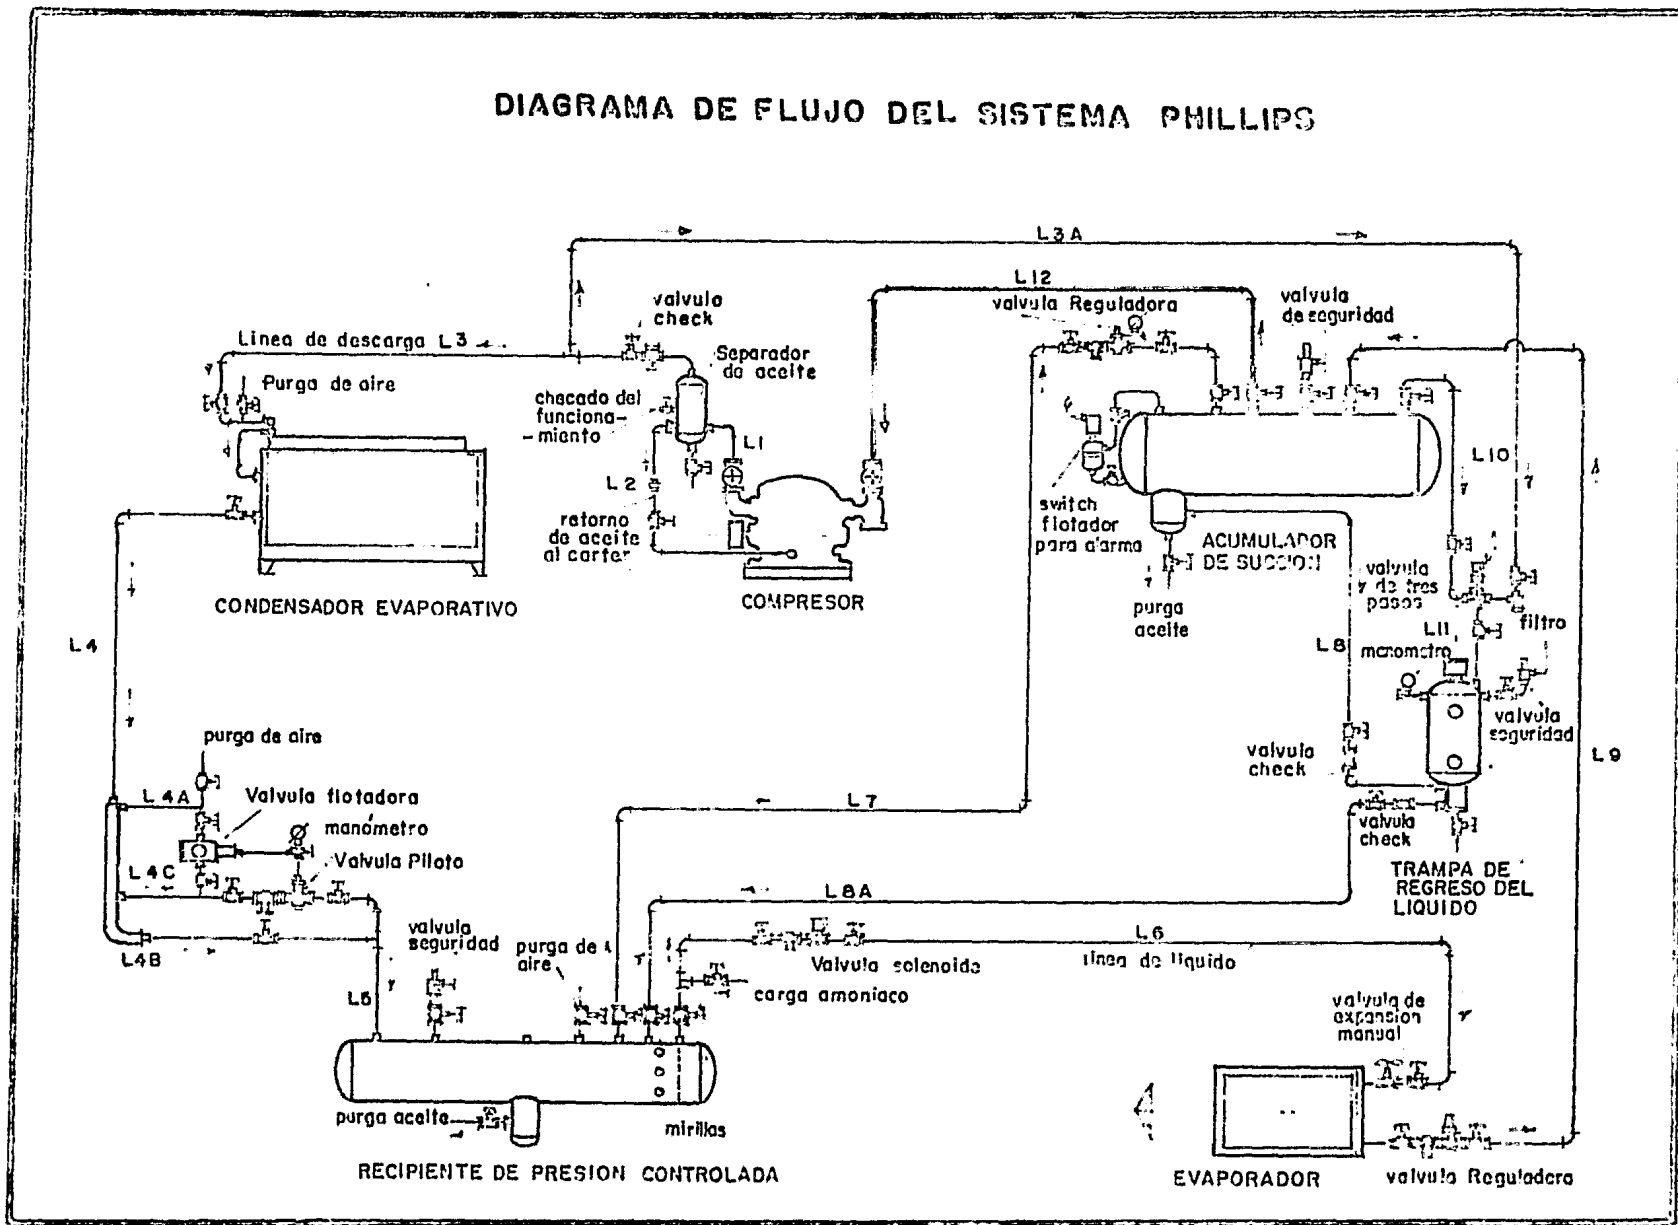 DIAGRAMA DE FLUJO DEL SISTEMA PHILLIPS
L3A
L12
valvula
check
valvula Reguladora
valvula
de seguridad
Linea de descarga L3
Separador
de aceite
Purga de aire
checado del
funciona-
-miento
L1
L2
L10
retorno
de aceite
al carter
switch
flotador
para alarma
ACUMULADOR
DE SUCCION
valvula
de tres
pasos
CONDENSADOR EVAPORATIVO
COMPRESOR
purga
aceite
filtro
L4
L8
L11
manometro
valvula
seguridad
purga de aire
valvula
check
L9
L4A
Valvula flotadora
manómetro
L7
valvula
check
Valvula Piloto
L4C
TRAMPA DE
REGRESO DEL
LIQUIDO
L8A
valvula
seguridad
L4B
purga de
aire
L6
Valvula solenoide
linea de liquido
carga amoniaco
L5
valvula de
expansion
manual
purga aceite
mirillas
RECIPIENTE DE PRESION CONTROLADA
EVAPORADOR
valvula Reguladora